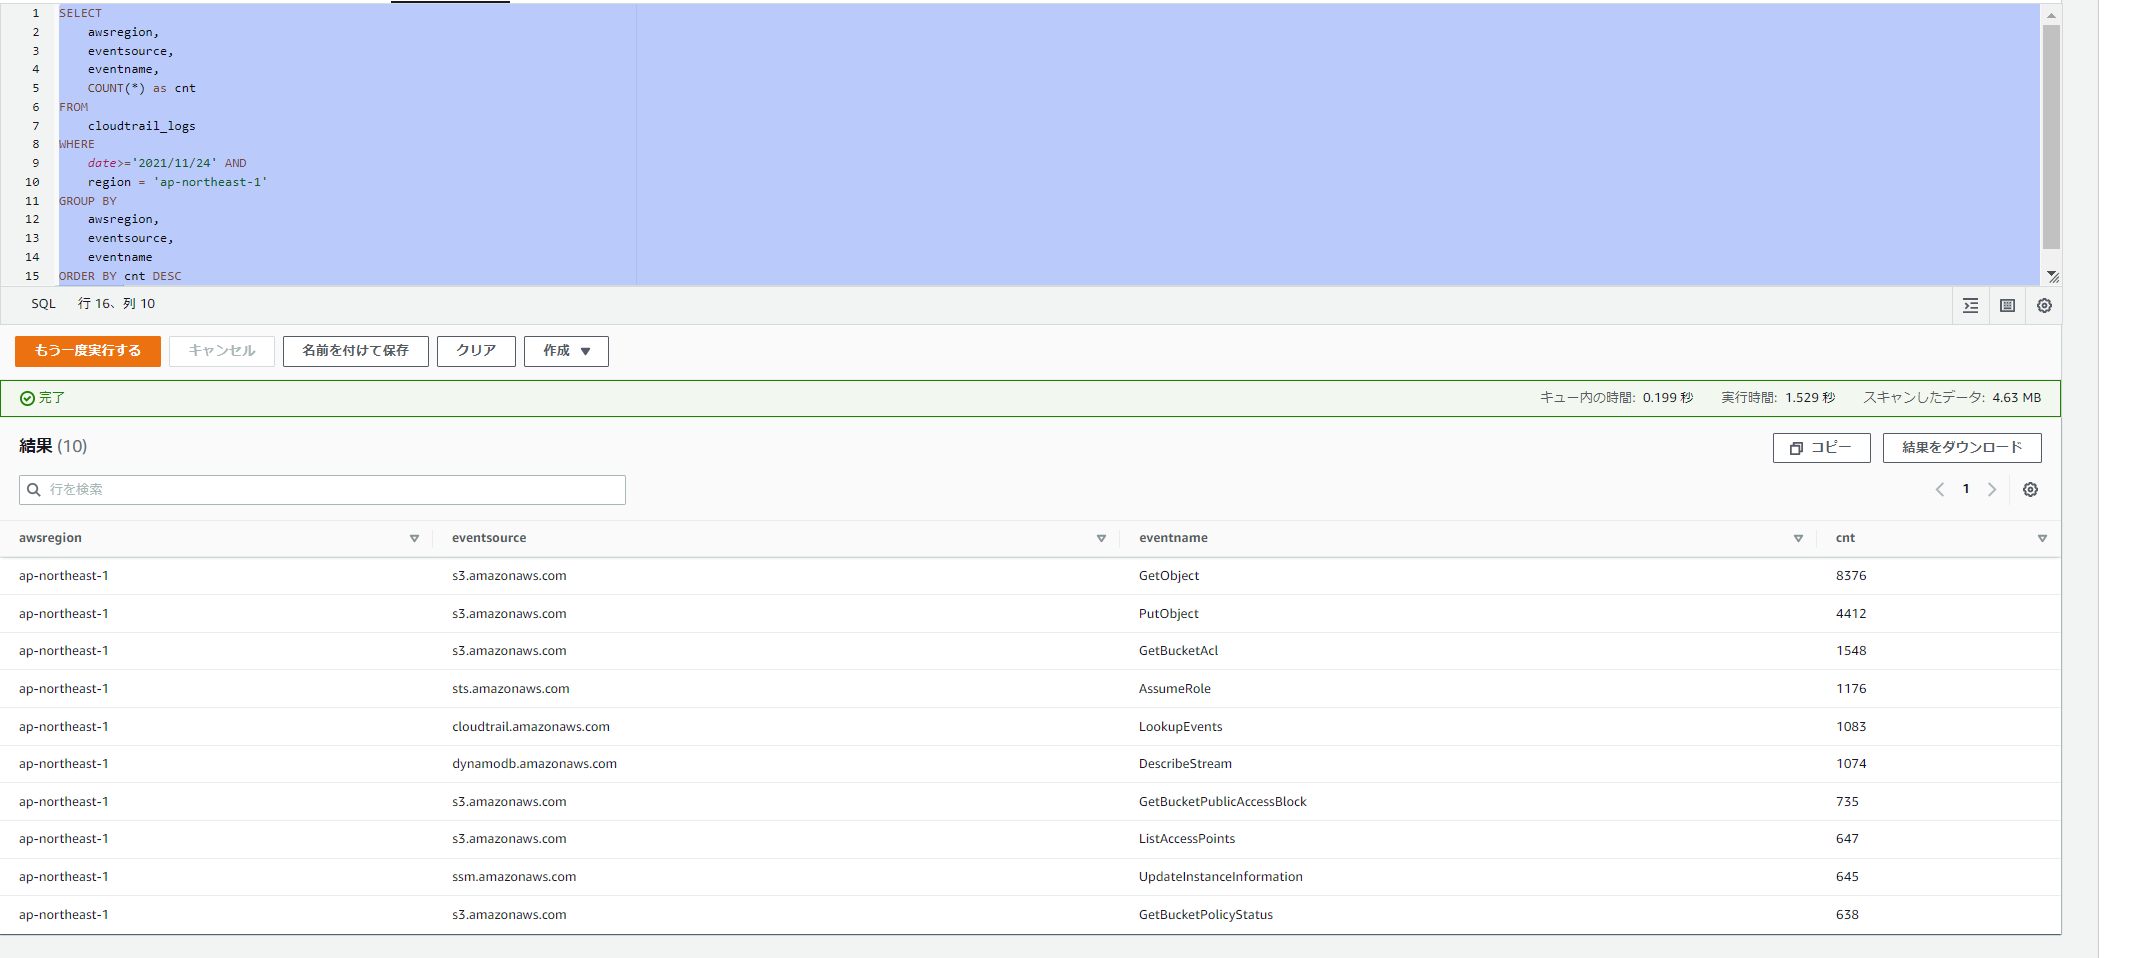 1 SELECT
2 awsregion,
3 eventsource,
4 eventname,
5 COUNT(*) as cnt
6 FROM
7 cloudtrail_logs
8 WHERE
9 date>='2021/11/24' AND
10 region = 'ap-northeast-1'
11 GROUP BY
12 awsregion,
13 eventsource,
14 eventname
15 ORDER BY cnt DESC
SQL 行 16、列 10
もう一度実行する キャンセル 名前を付けて保存 クリア 作成
完了 キュー内の時間: 0.199 秒 実行時間: 1.529 秒 スキャンしたデータ: 4.63 MB
結果 (10) コピー 結果をダウンロード
行を検索 1
awsregion eventsource eventname cnt
ap-northeast-1 s3.amazonaws.com GetObject 8376
ap-northeast-1 s3.amazonaws.com PutObject 4412
ap-northeast-1 s3.amazonaws.com GetBucketAcl 1548
ap-northeast-1 sts.amazonaws.com AssumeRole 1176
ap-northeast-1 cloudtrail.amazonaws.com LookupEvents 1083
ap-northeast-1 dynamodb.amazonaws.com DescribeStream 1074
ap-northeast-1 s3.amazonaws.com GetBucketPublicAccessBlock 735
ap-northeast-1 s3.amazonaws.com ListAccessPoints 647
ap-northeast-1 ssm.amazonaws.com UpdateInstanceInformation 645
ap-northeast-1 s3.amazonaws.com GetBucketPolicyStatus 638